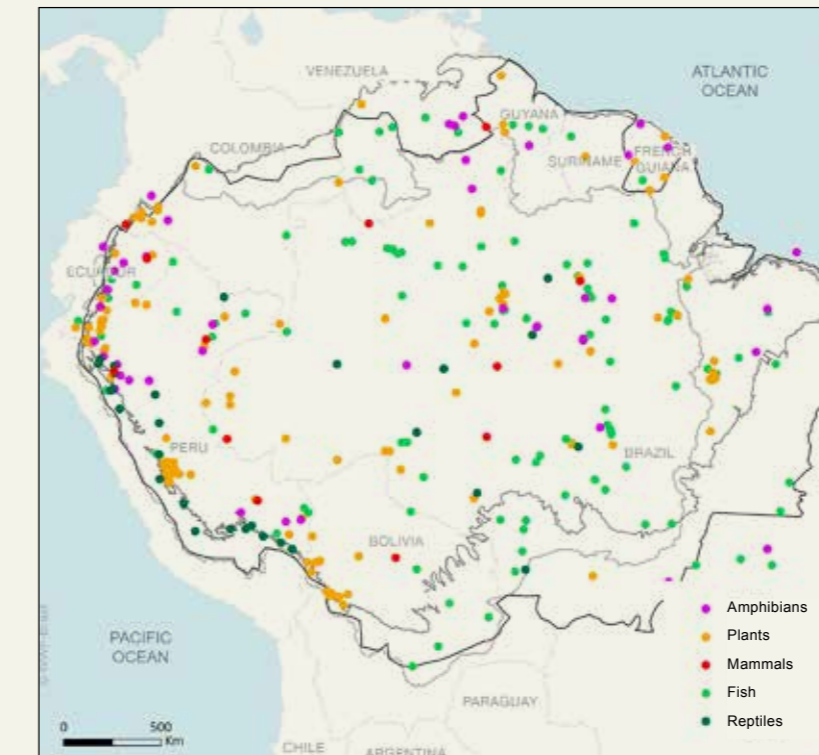 VENEZUELA
ATLANTIC
OCEAN
GUYANA
COLOMBIA
SURINAME
FRENCH
GUIANA
ECUADOR
PERU
BRAZIL
BOLIVIA
Amphibians
Plants
Mammals
Fish
Reptiles
PACIFIC
OCEAN
PARAGUAY
0 500
Km
CHILE
ARGENTINA